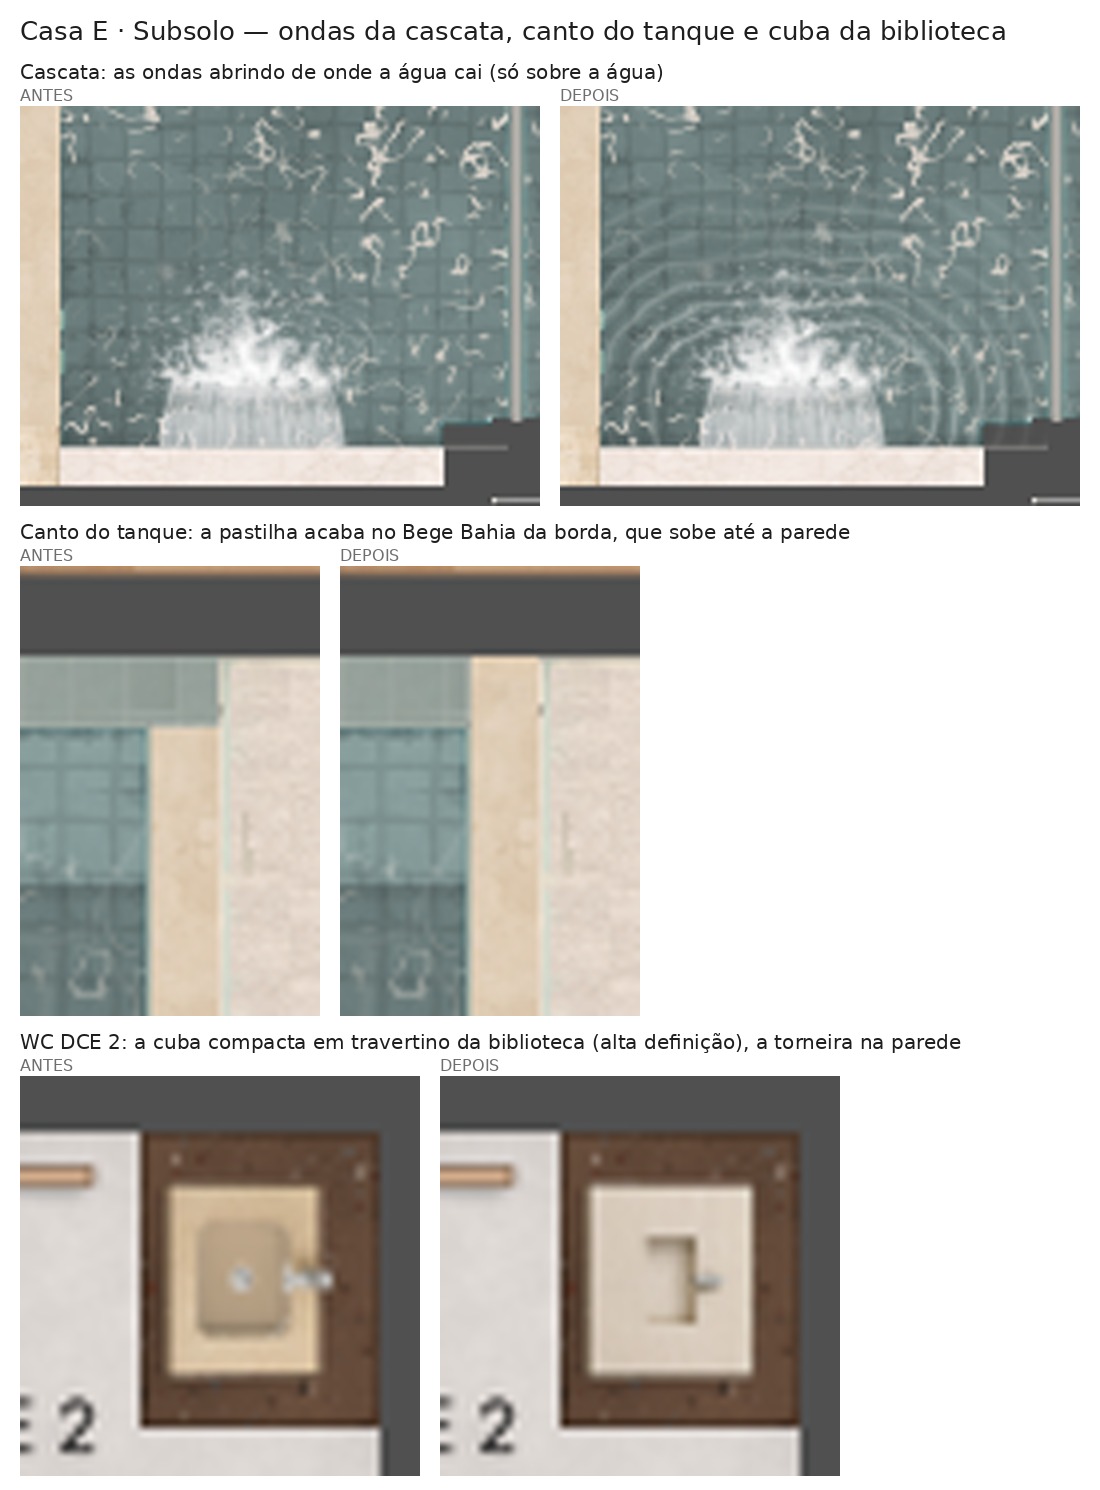 Casa E · Subsolo — ondas da cascata, canto do tanque e cuba da biblioteca
Cascata: as ondas abrindo de onde a água cai (só sobre a água)
ANTES DEPOIS
Canto do tanque: a pastilha acaba no Bege Bahia da borda, que sobe até a parede
ANTES DEPOIS
WC DCE 2: a cuba compacta em travertino da biblioteca (alta definição), a torneira na parede
ANTES DEPOIS
E 2 E 2